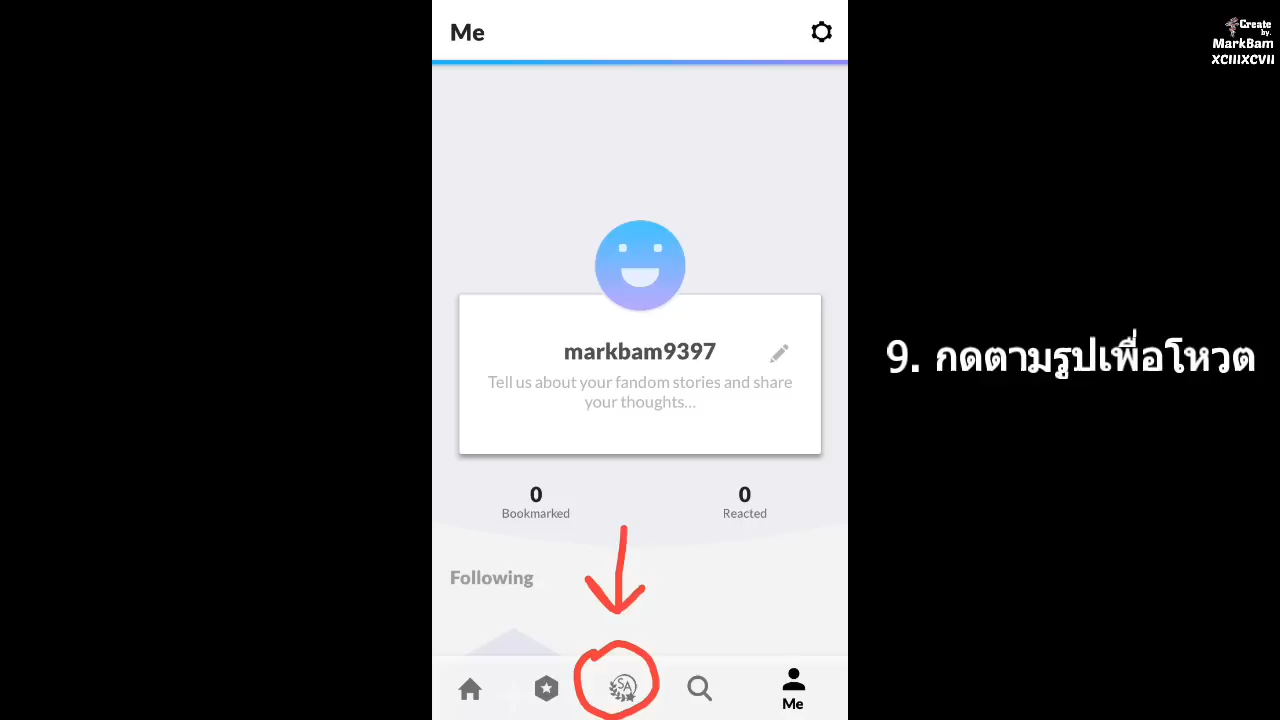 Me
Create
by.
MarkBam
XCIIIXCVII
markbam9397
Tell us about your fandom stories and share
your thoughts...
9. กดตามรูปเพื่อโหวต
0
Bookmarked
0
Reacted
Following
SA
Me